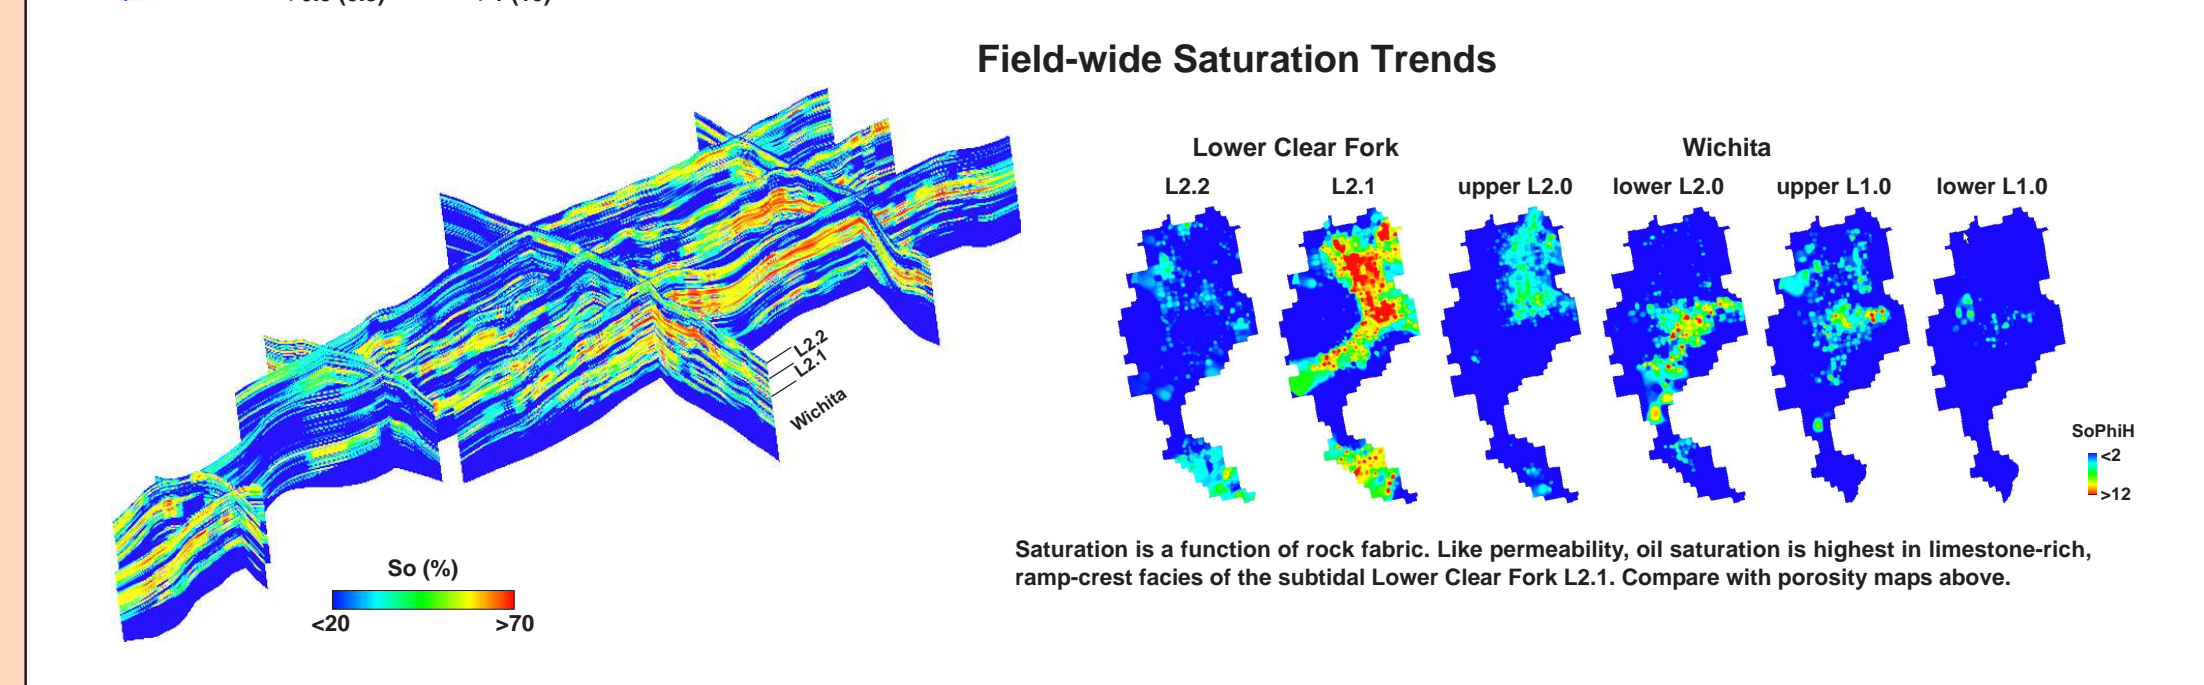 Field-wide Saturation Trends
Lower Clear Fork
Wichita
L2.2
L2.1
upper L2.0
lower L2.0
upper L1.0
lower L1.0
L2.2
L2.1
Wichita
SoPhiH
<2
>12
So (%)
<20
>70
Saturation is a function of rock fabric. Like permeability, oil saturation is highest in limestone-rich,
ramp-crest facies of the subtidal Lower Clear Fork L2.1. Compare with porosity maps above.